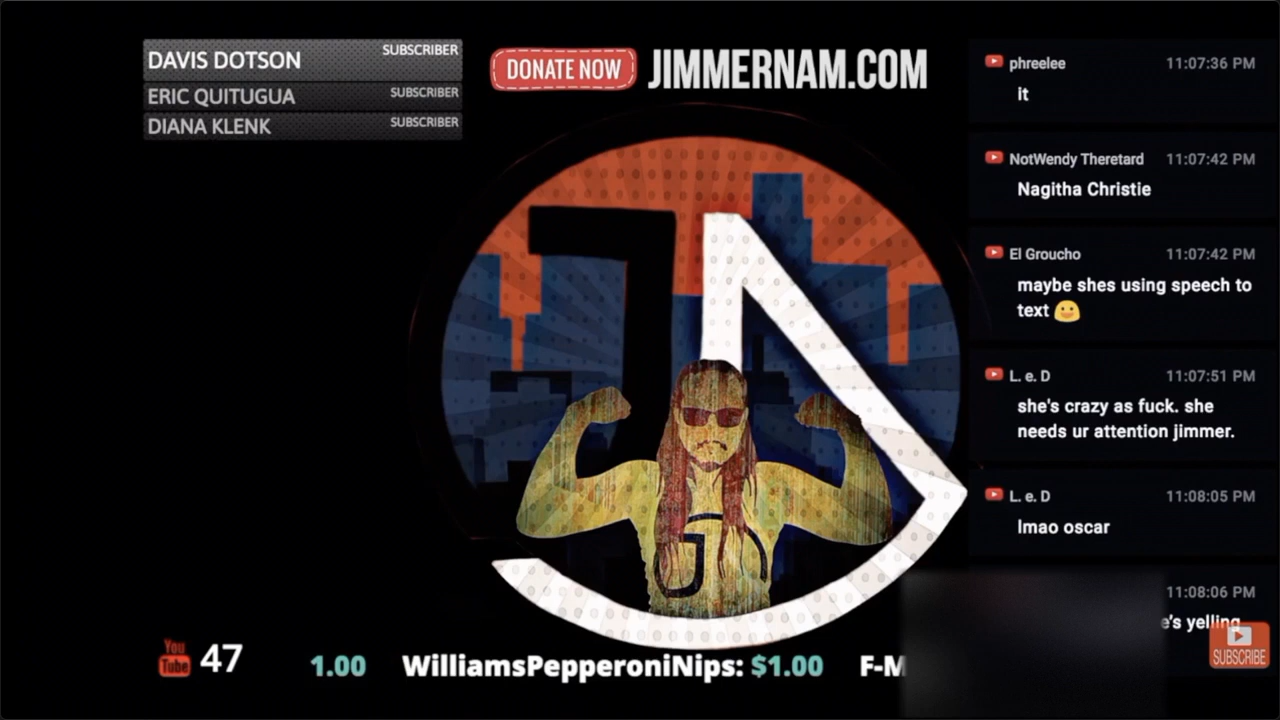 DAVIS DOTSON SUBSCRIBER
ERIC QUITUGUA SUBSCRIBER
DIANA KLENK SUBSCRIBER
DONATE NOW JIMMERNAM.COM
phreelee 11:07:36 PM
it
NotWendy Theretard 11:07:42 PM
Nagitha Christie
El Groucho 11:07:42 PM
maybe shes using speech to
text
L. e. D 11:07:51 PM
she's crazy as fuck. she
needs ur attention jimmer.
L. e. D 11:08:05 PM
lmao oscar
11:08:06 PM
e's yelling
SUBSCRIBE
You
Tube 47
1.00 WilliamsPepperoniNips: $1.00 F-M